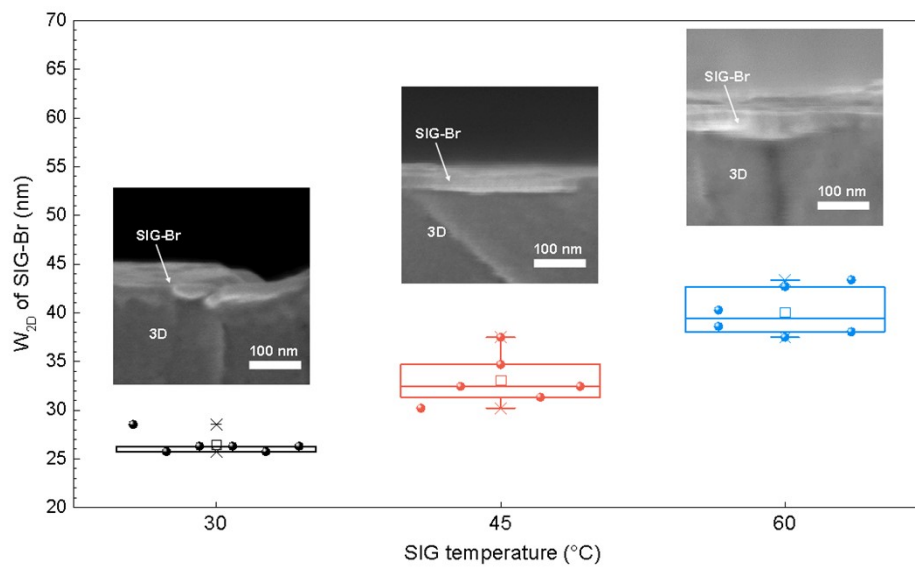 70
65
60
55
50
45
40
35
30
25
20
W2D of SIG-Br (nm)
SIG-Br
3D
100 nm
SIG-Br
3D
100 nm
SIG-Br
3D
100 nm
30
45
60
SIG temperature (°C)